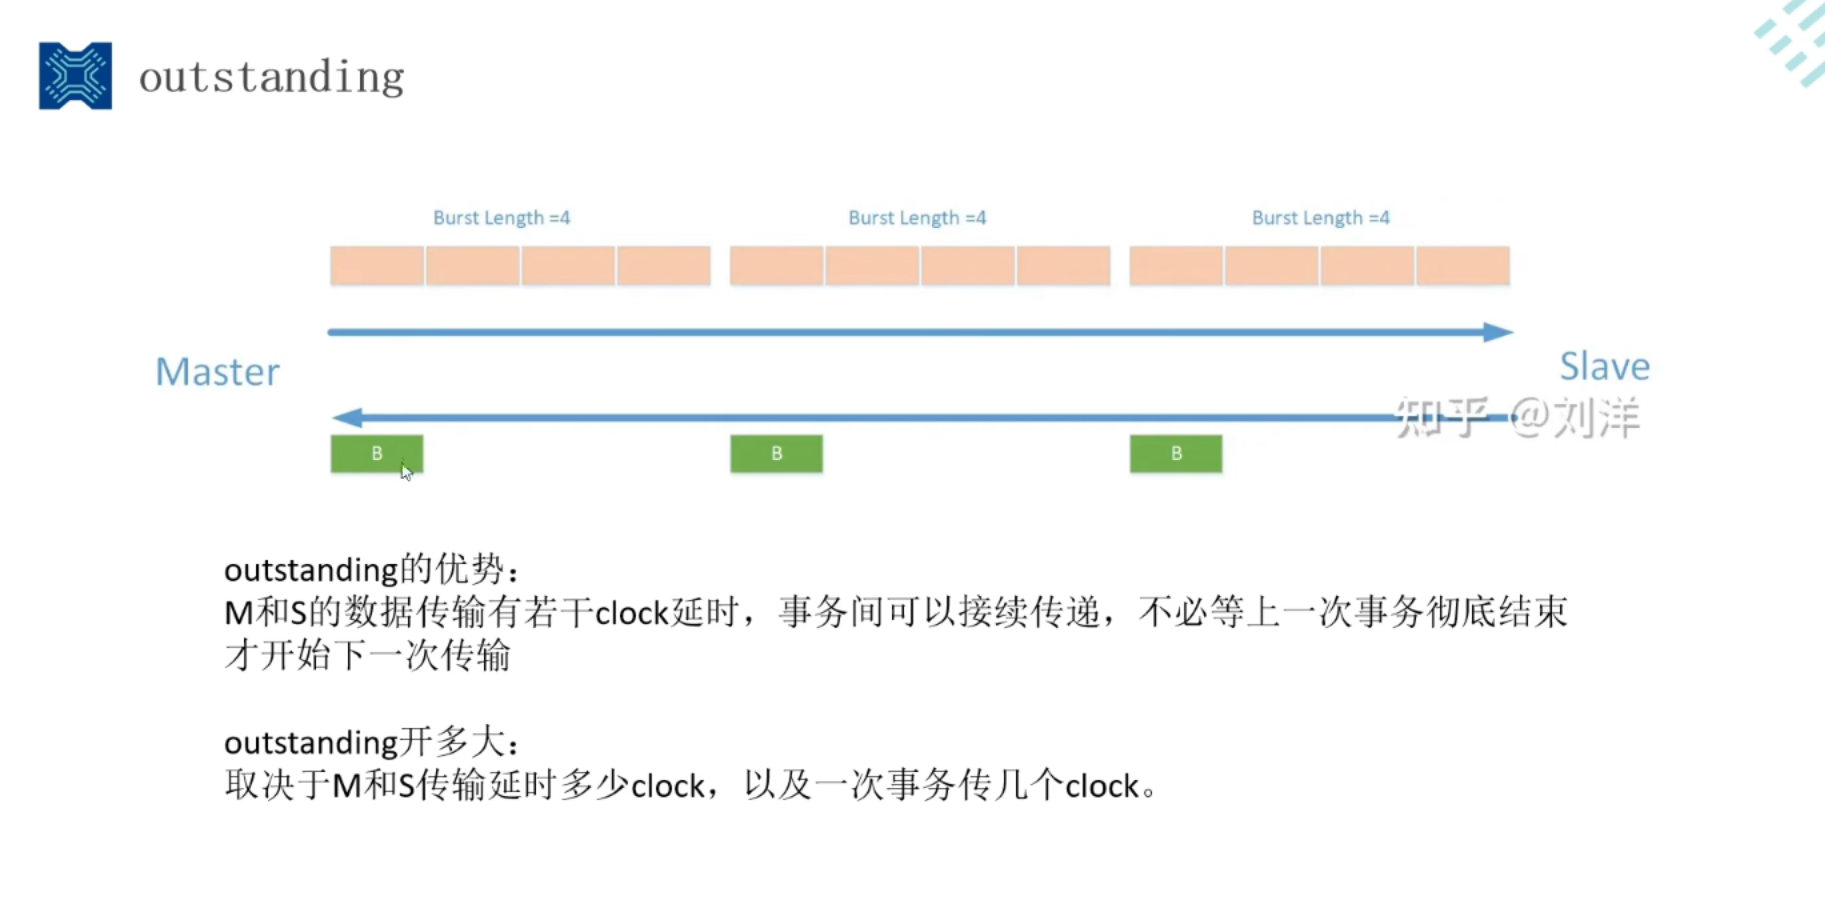 outstanding
Burst Length =4
Burst Length =4
Burst Length =4
Master
Slave
知乎 @刘洋
B
B
B
outstanding的优势：
M和S的数据传输有若干clock延时，事务间可以接续传递，不必等上一次事务彻底结束
才开始下一次传输
outstanding开多大：
取决于M和S传输延时多少clock，以及一次事务传几个clock。